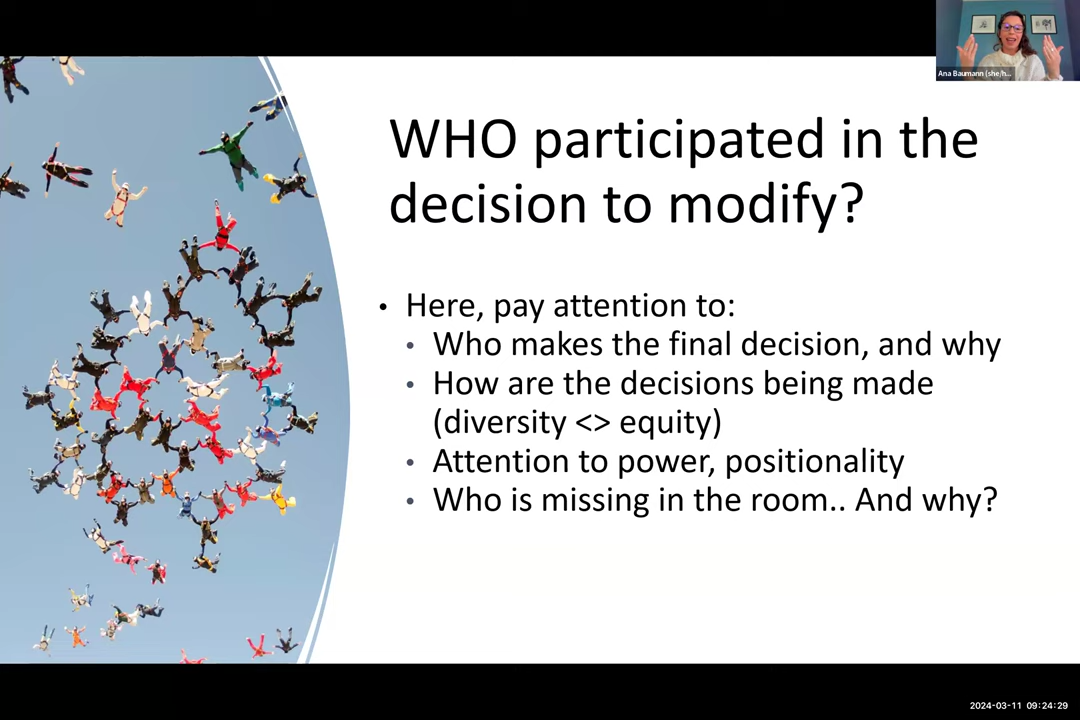 Ana Baumann (she/h...
WHO participated in the
decision to modify?
• Here, pay attention to:
• Who makes the final decision, and why
• How are the decisions being made
(diversity <> equity)
• Attention to power, positionality
• Who is missing in the room.. And why?
2024-03-11 09:24:29